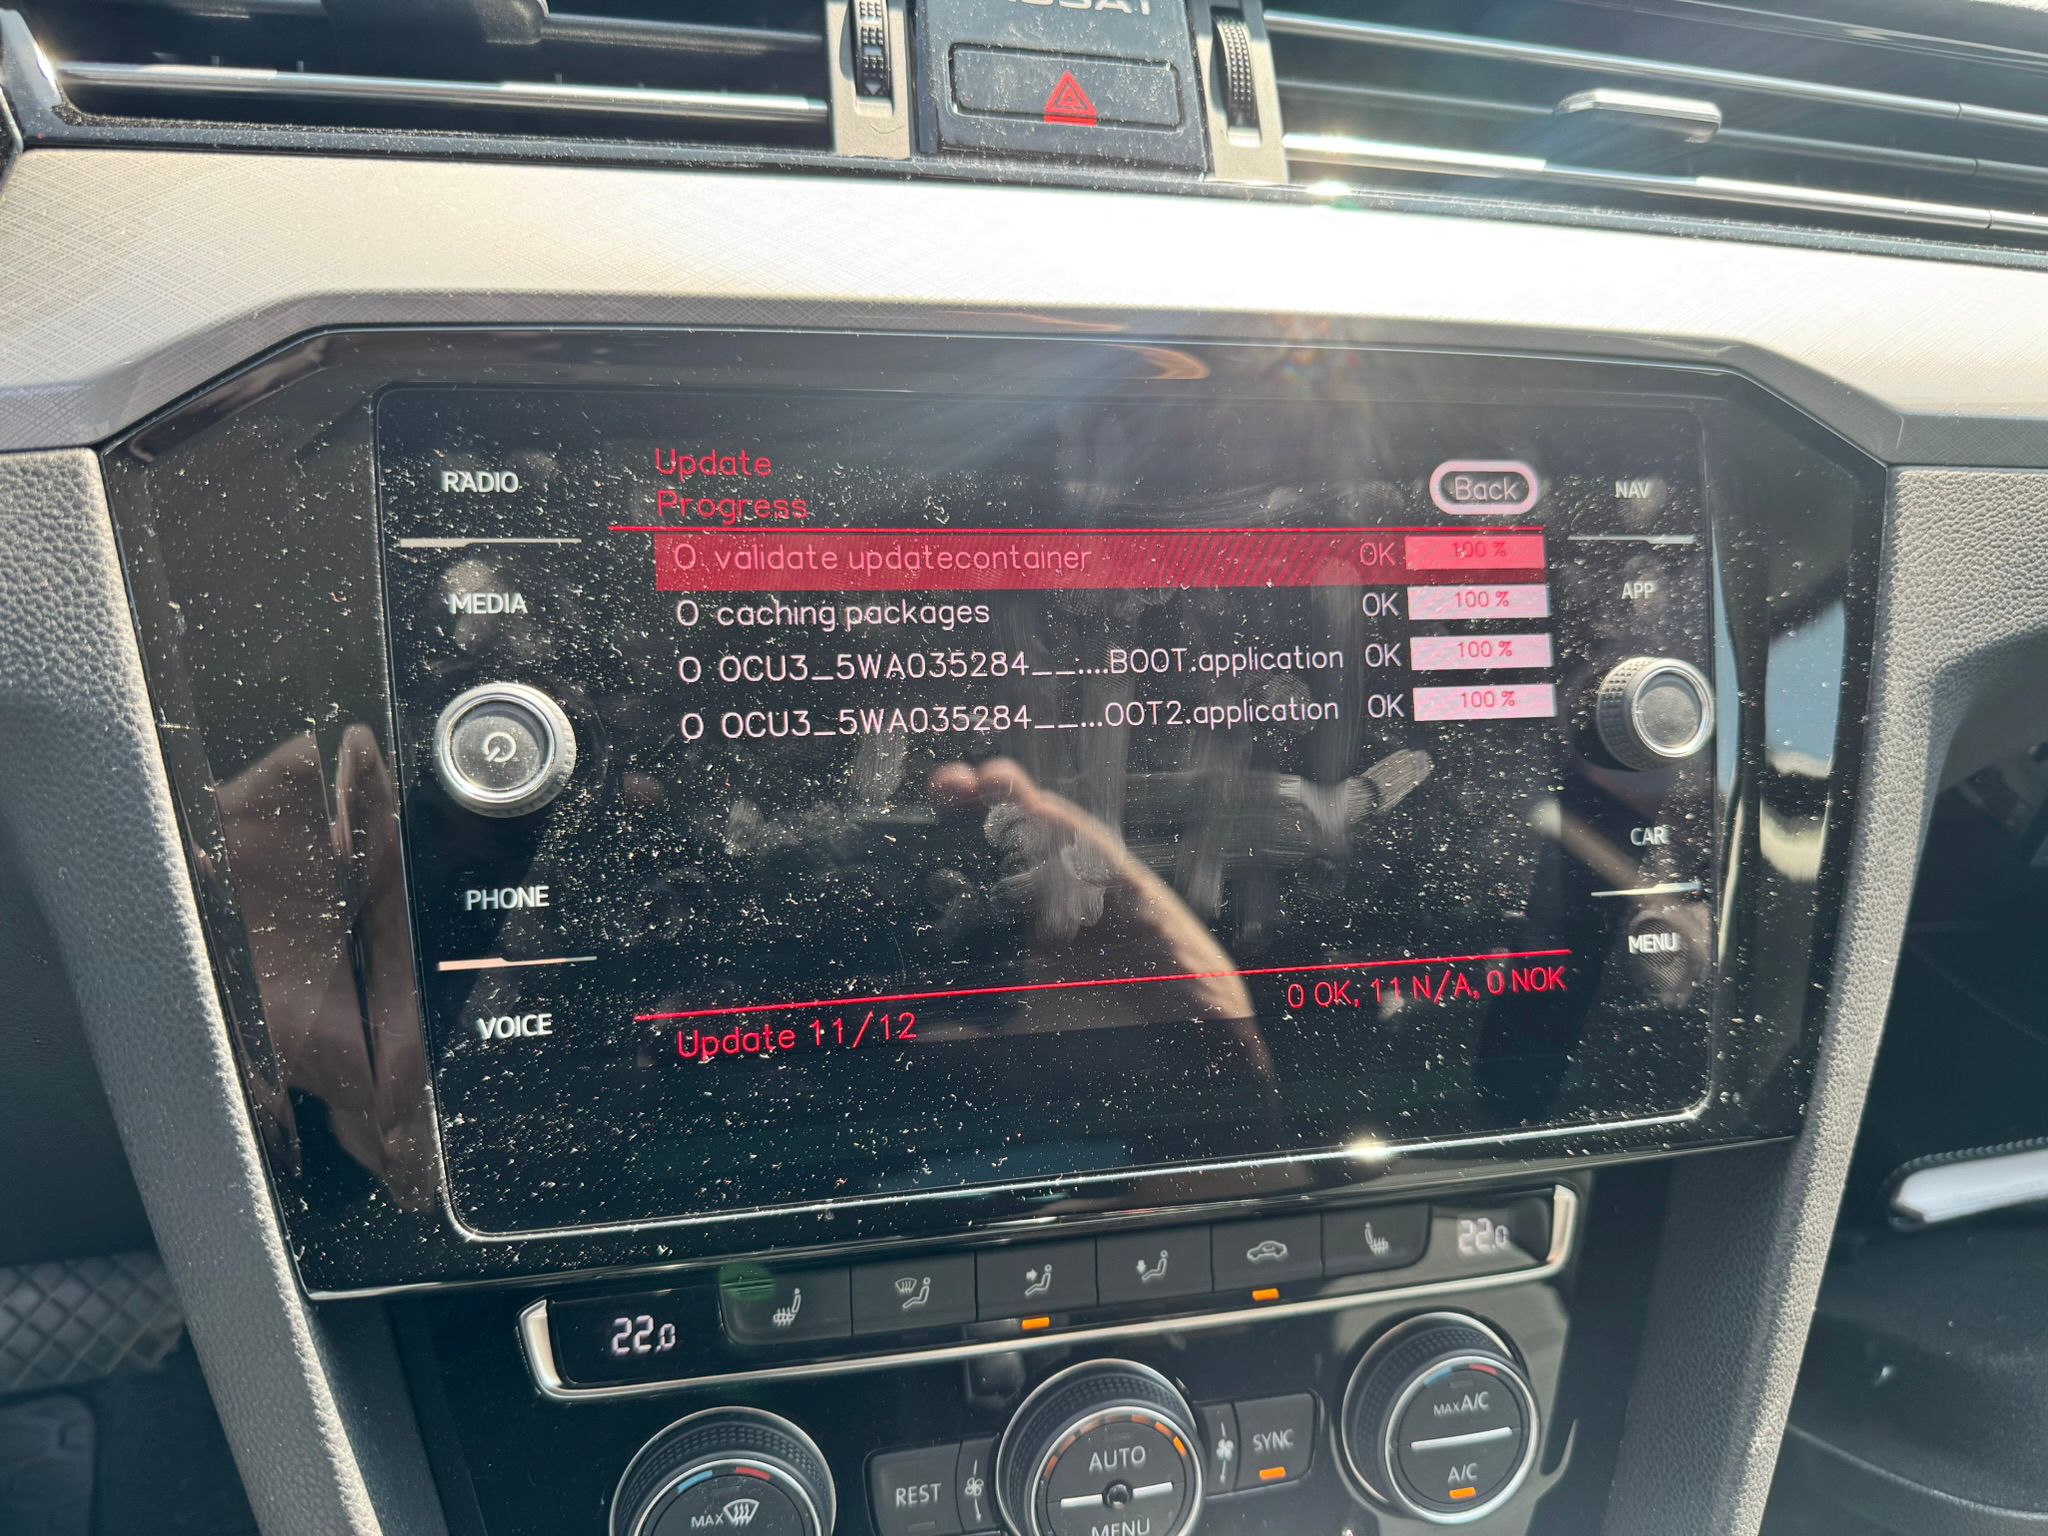 RADIO
MEDIA
PHONE
VOICE
Update
Progress
Back
O validate updatecontainer OK 100 %
O caching packages OK 100 %
O OCU3_5WA035284__....BOOT.application OK 100 %
O OCU3_5WA035284__...OOT2.application OK 100 %
0 OK, 11 N/A, 0 NOK
Update 11/12
NAV
APP
CAR
MENU
22.0
22.0
MAX
REST
AUTO
MENU
SYNC
MAX A/C
A/C